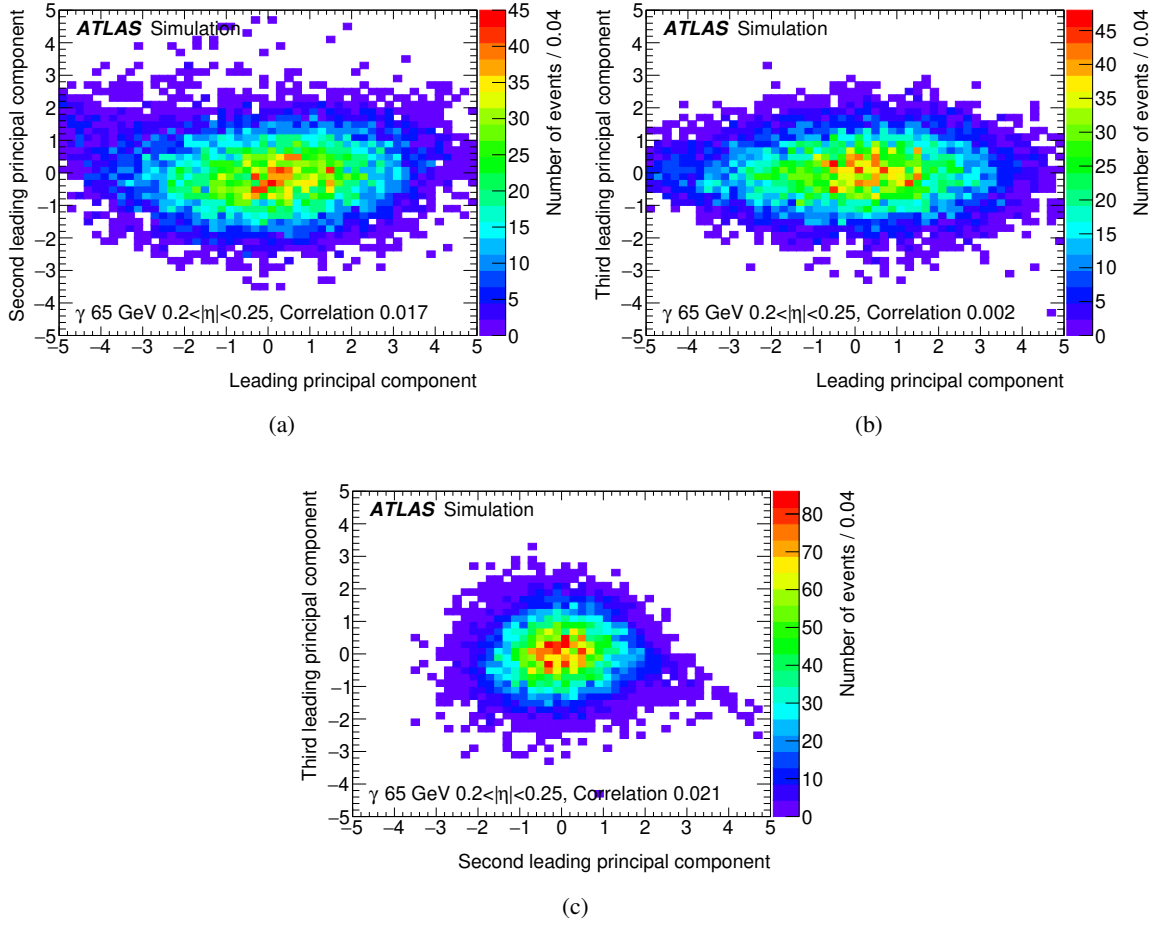 ATLAS Simulation
Second leading principal component
5
4
3
2
1
0
−1
−2
−3
−4
−5
γ 65 GeV 0.2<|η|<0.25, Correlation 0.017
−5 −4 −3 −2 −1 0 1 2 3 4 5
Leading principal component
45
40
35
30
25
20
15
10
5
0
Number of events / 0.04
(a)
ATLAS Simulation
Third leading principal component
5
4
3
2
1
0
−1
−2
−3
−4
−5
γ 65 GeV 0.2<|η|<0.25, Correlation 0.002
−5 −4 −3 −2 −1 0 1 2 3 4 5
Leading principal component
45
40
35
30
25
20
15
10
5
0
Number of events / 0.04
(b)
ATLAS Simulation
Third leading principal component
5
4
3
2
1
0
−1
−2
−3
−4
−5
γ 65 GeV 0.2<|η|<0.25, Correlation 0.021
−5 −4 −3 −2 −1 0 1 2 3 4 5
Second leading principal component
80
70
60
50
40
30
20
10
0
Number of events / 0.04
(c)